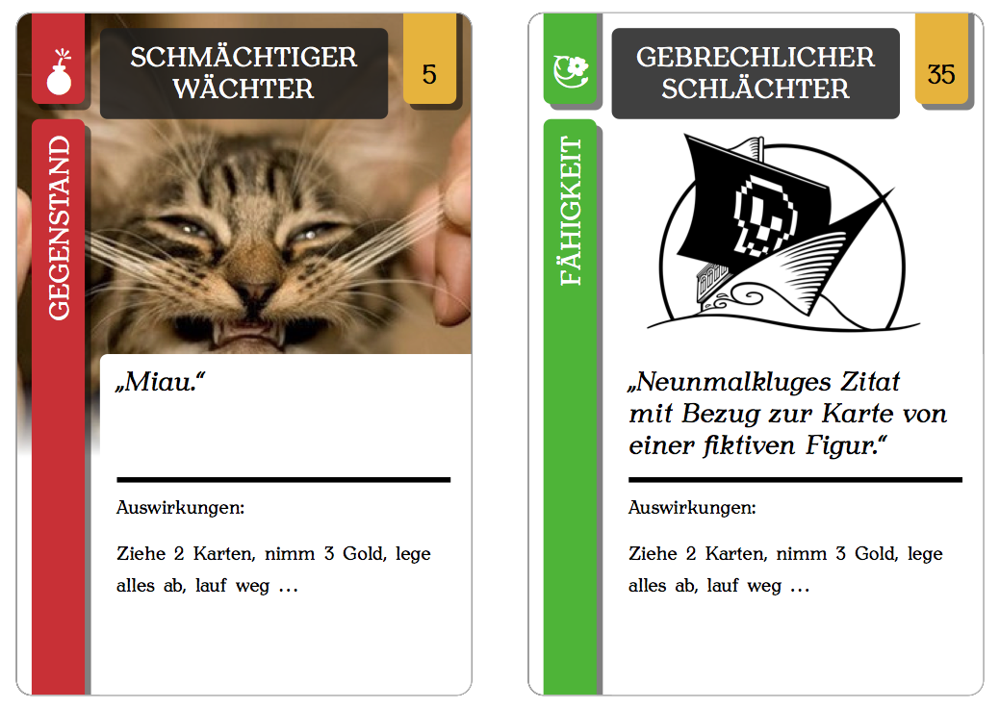 SCHMÄCHTIGER
WÄCHTER
5
GEGENSTAND
„Miau.“
Auswirkungen:
Ziehe 2 Karten, nimm 3 Gold, lege
alles ab, lauf weg …
GEBRECHLICHER
SCHLÄCHTER
35
FÄHIGKEIT
„Neunmalkluges Zitat
mit Bezug zur Karte von
einer fiktiven Figur.“
Auswirkungen:
Ziehe 2 Karten, nimm 3 Gold, lege
alles ab, lauf weg …